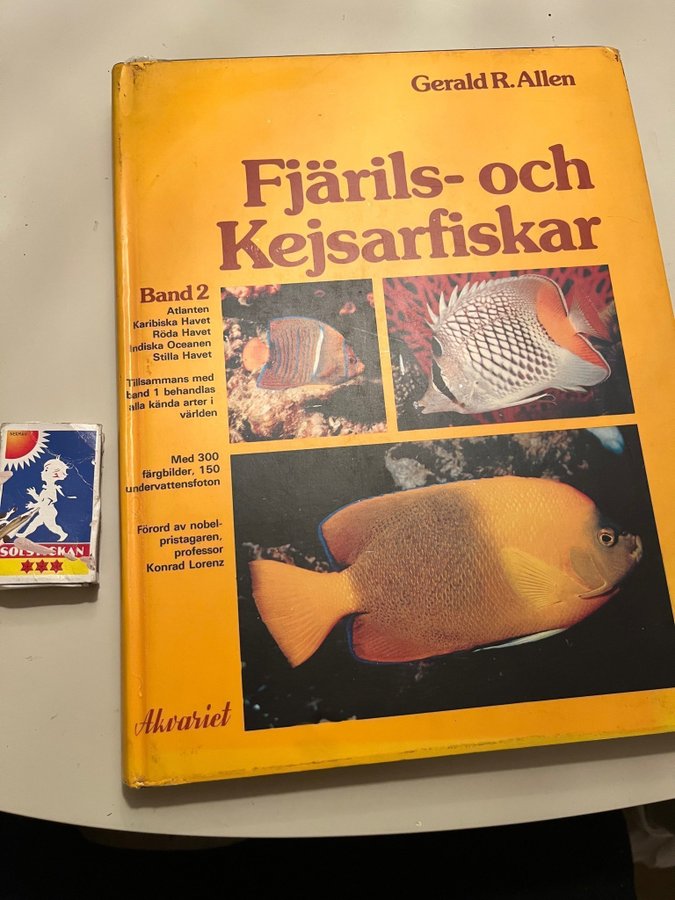 Gerald R. Allen
Fjärils- och
Kejsarfiskar
Band 2
Atlanten
Karibiska Havet
Röda Havet
Indiska Oceanen
Stilla Havet
Tillsammans med
band 1 behandlas
alla kända arter i
världen
Med 300
färgbilder, 150
undervattensfoton
Förord av nobel-
pristagaren,
professor
Konrad Lorenz
Akvariet
SOLSTICKAN